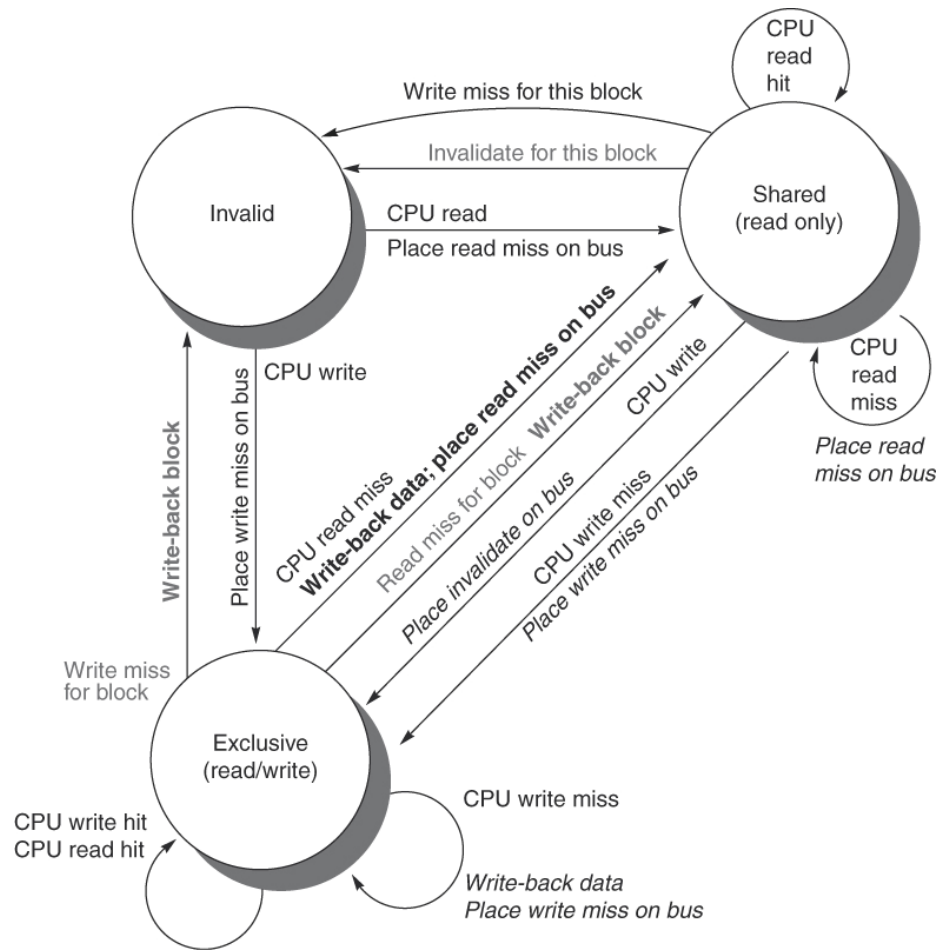 CPU
read
hit
Write miss for this block
Invalidate for this block
Invalid
Shared
(read only)
CPU read
Place read miss on bus
CPU write
Place write miss on bus
Write-back block
Write miss
for block
CPU read miss
Write-back data; place read miss on bus
Read miss for block Write-back block
CPU write
Place invalidate on bus
CPU write miss
Place write miss on bus
CPU
read
miss
Place read
miss on bus
Exclusive
(read/write)
CPU write hit
CPU read hit
CPU write miss
Write-back data
Place write miss on bus